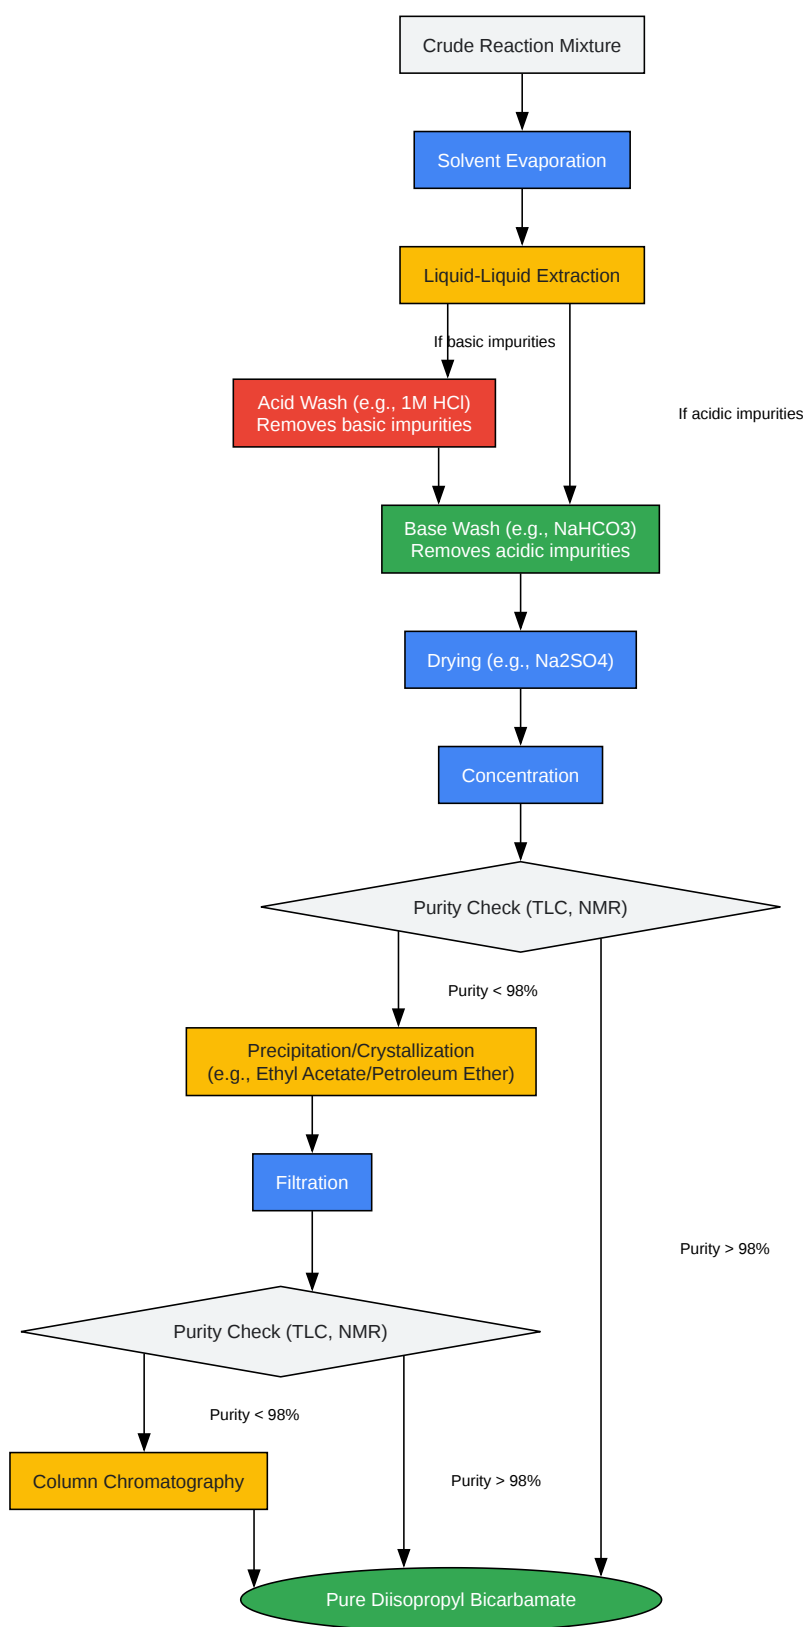 Crude Reaction Mixture
Solvent Evaporation
Liquid-Liquid Extraction
If basic impurities
Acid Wash (e.g., 1M HCl)
Removes basic impurities
If acidic impurities
Base Wash (e.g., NaHCO3)
Removes acidic impurities
Drying (e.g., Na2SO4)
Concentration
Purity Check (TLC, NMR)
Purity < 98%
Precipitation/Crystallization
(e.g., Ethyl Acetate/Petroleum Ether)
Filtration
Purity > 98%
Purity Check (TLC, NMR)
Purity < 98%
Column Chromatography
Purity > 98%
Pure Diisopropyl Bicarbamate